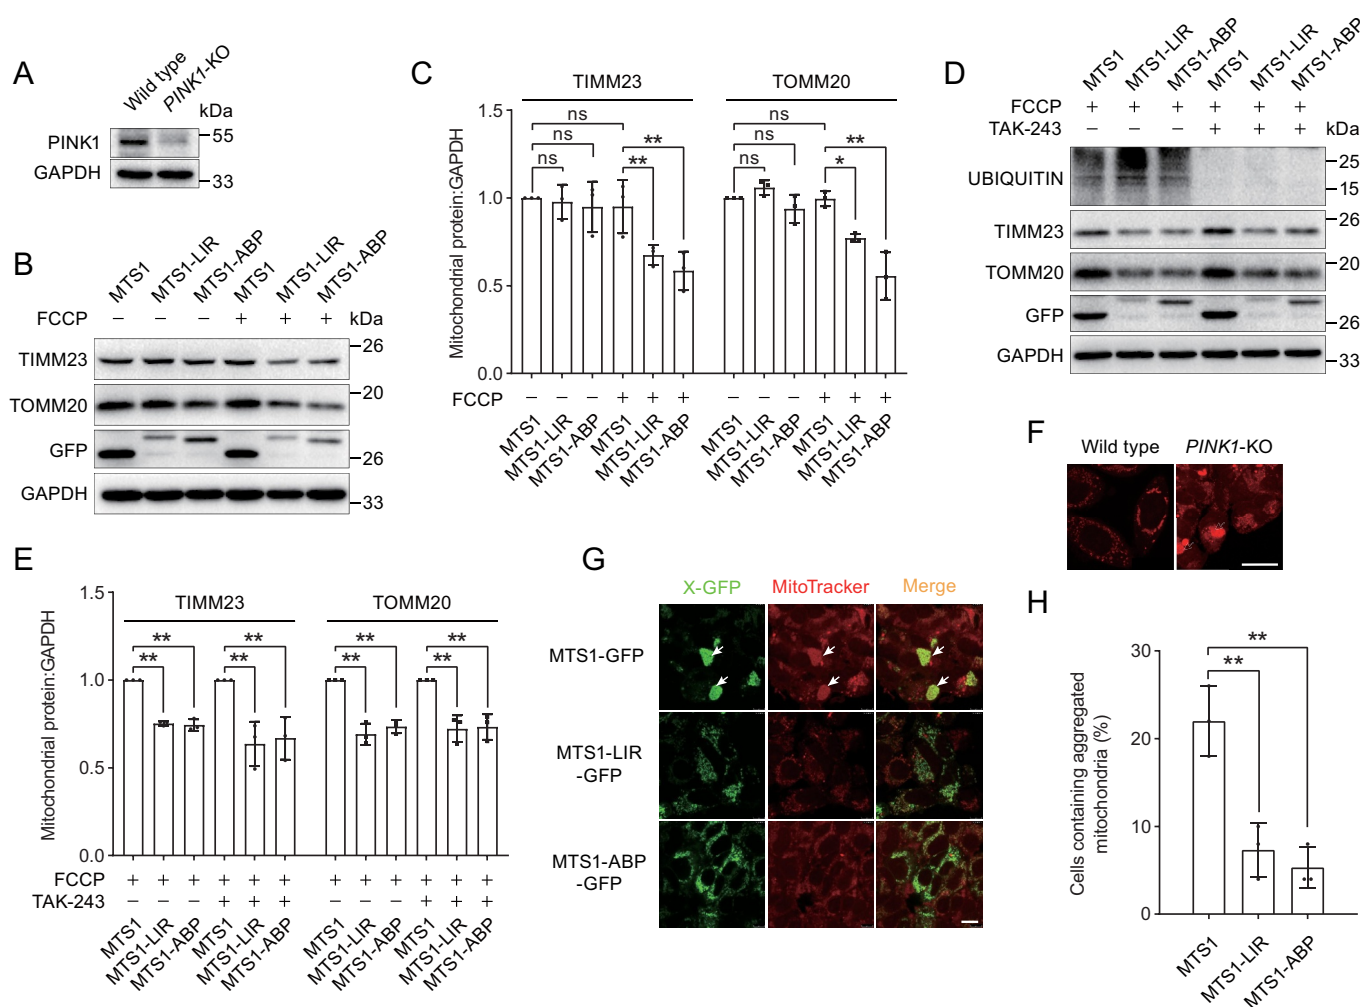 A
Wild type
PINK1-KO
kDa
PINK1
55
GAPDH
33
B
MTS1
MTS1-LIR
MTS1-ABP
MTS1
MTS1-LIR
MTS1-ABP
FCCP − − − + + + kDa
TIMM23
26
TOMM20
20
GFP
26
GAPDH
33
C
TIMM23 TOMM20
Mitochondrial protein:GAPDH
1.5
1.0
0.5
0.0
ns
ns
ns
**
**
ns
ns
ns
**
*
FCCP − − − + + + − − − + + +
MTS1
MTS1-LIR
MTS1-ABP
MTS1
MTS1-LIR
MTS1-ABP
MTS1
MTS1-LIR
MTS1-ABP
MTS1
MTS1-LIR
MTS1-ABP
D
MTS1
MTS1-LIR
MTS1-ABP
MTS1
MTS1-LIR
MTS1-ABP
FCCP + + + + + +
TAK-243 − − − + + + kDa
UBIQUITIN
25
15
TIMM23
26
TOMM20
20
GFP
26
GAPDH
33
E
TIMM23 TOMM20
Mitochondrial protein:GAPDH
1.5
1.0
0.5
0.0
**
**
**
**
**
**
**
**
FCCP + + + + + + + + + + + +
TAK-243 − − − + + + − − − + + +
MTS1
MTS1-LIR
MTS1-ABP
MTS1
MTS1-LIR
MTS1-ABP
MTS1
MTS1-LIR
MTS1-ABP
MTS1
MTS1-LIR
MTS1-ABP
F
Wild type PINK1-KO
G
X-GFP MitoTracker Merge
MTS1-GFP
MTS1-LIR
-GFP
MTS1-ABP
-GFP
H
Cells containing aggregated
mitochondria (%)
30
20
10
0
**
**
MTS1
MTS1-LIR
MTS1-ABP